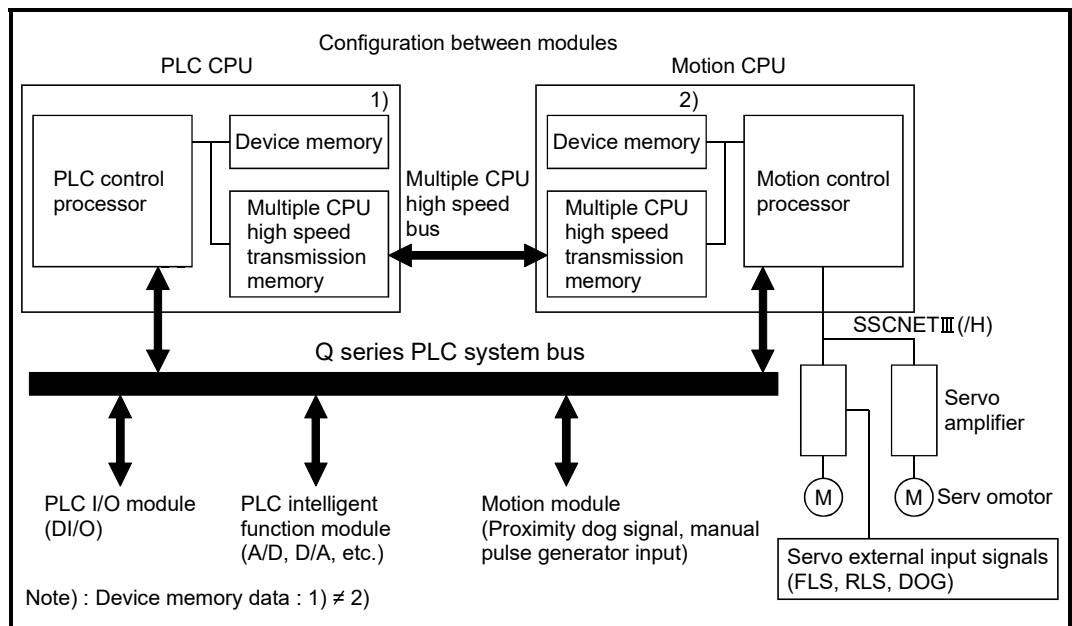 Configuration between modules
PLC CPU
Motion CPU
1)
2)
Device memory
Device memory
PLC control
processor
Multiple CPU
high speed
transmission
memory
Multiple CPU
high speed
bus
Multiple CPU
high speed
transmission
memory
Motion control
processor
SSCNETⅢ(/H)
Q series PLC system bus
Servo
amplifier
M
M
Serv omotor
PLC I/O module
(DI/O)
PLC intelligent
function module
(A/D, D/A, etc.)
Motion module
(Proximity dog signal, manual
pulse generator input)
Servo external input signals
(FLS, RLS, DOG)
Note) : Device memory data : 1) ≠ 2)